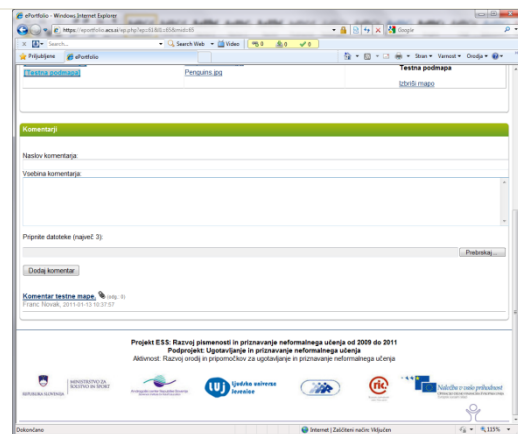 ePortfolio - Windows Internet Explorer
Google
Search...
Search Web
Video
Priljubljene
ePortfolio
Stran
Varnost
Orodja
[Testna podmapa]
Penguins.jpg
Testna podmapa
Izbriši mapo
Komentarji
Naslov komentarja:
Vsebina komentarja:
Pripnite datoteke (največ 3):
Prebrskaj...
Dodaj komentar
Komentar testne mape,
Franc Novak, 2011-01-13 10:37:57
Projekt ESS: Razvoj pismenosti in priznavanje neformalnega učenja od 2009 do 2011
Podprojekt: Ugotavljanje in priznavanje neformalnega učenja
Aktivnost: Razvoj orodij in pripomočkov za ugotavljanje in priznavanje neformalnega učenja
REPUBLIKA SLOVENIJA
MINISTRSTVO ZA
ŠOLSTVO IN ŠPORT
LUJ
ljudska univerza
Jesenice
ric
Naložba v vašo prihodnost
Dokončano
Internet | Zaščiteni način: Vključen
115%